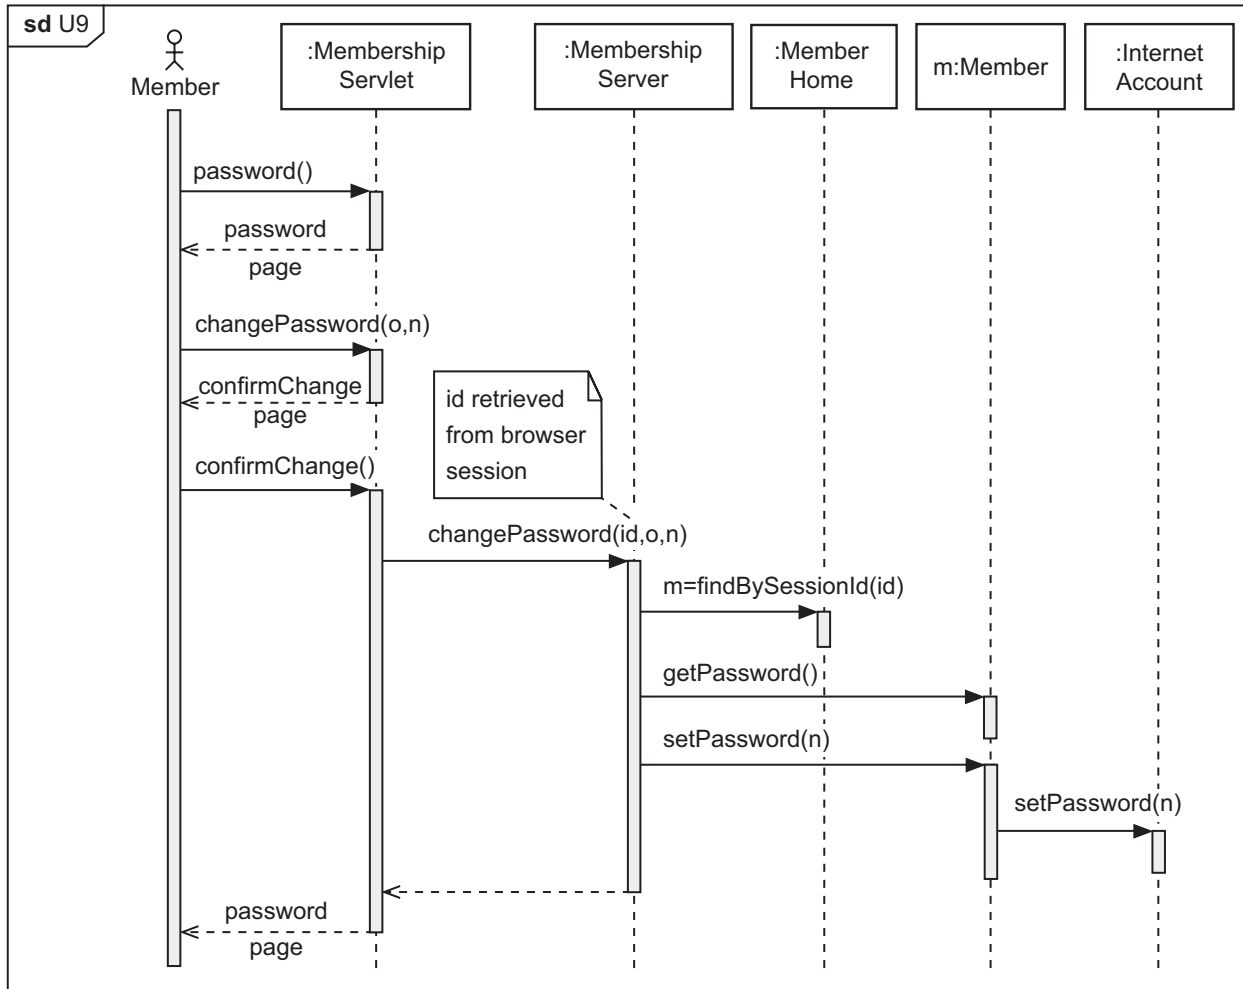 sd U9
Member
:Membership
Servlet
:Membership
Server
:Member
Home
m:Member
:Internet
Account
password()
password
page
changePassword(o,n)
confirmChange
page
id retrieved
from browser
session
confirmChange()
changePassword(id,o,n)
m=findBySessionId(id)
getPassword()
setPassword(n)
setPassword(n)
password
page